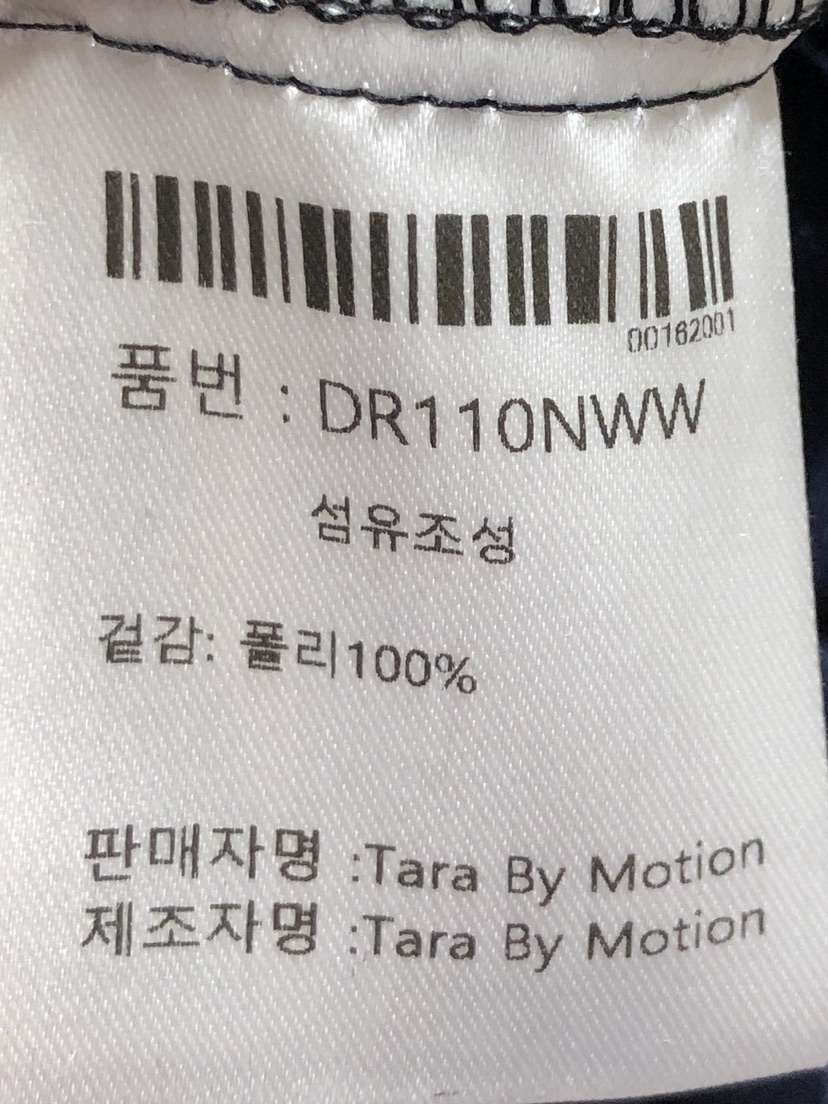 00162001
품번 : DR110NWW
섬유조성
겉감: 폴리100%
판매자명 :Tara By Motion
제조자명 :Tara By Motion